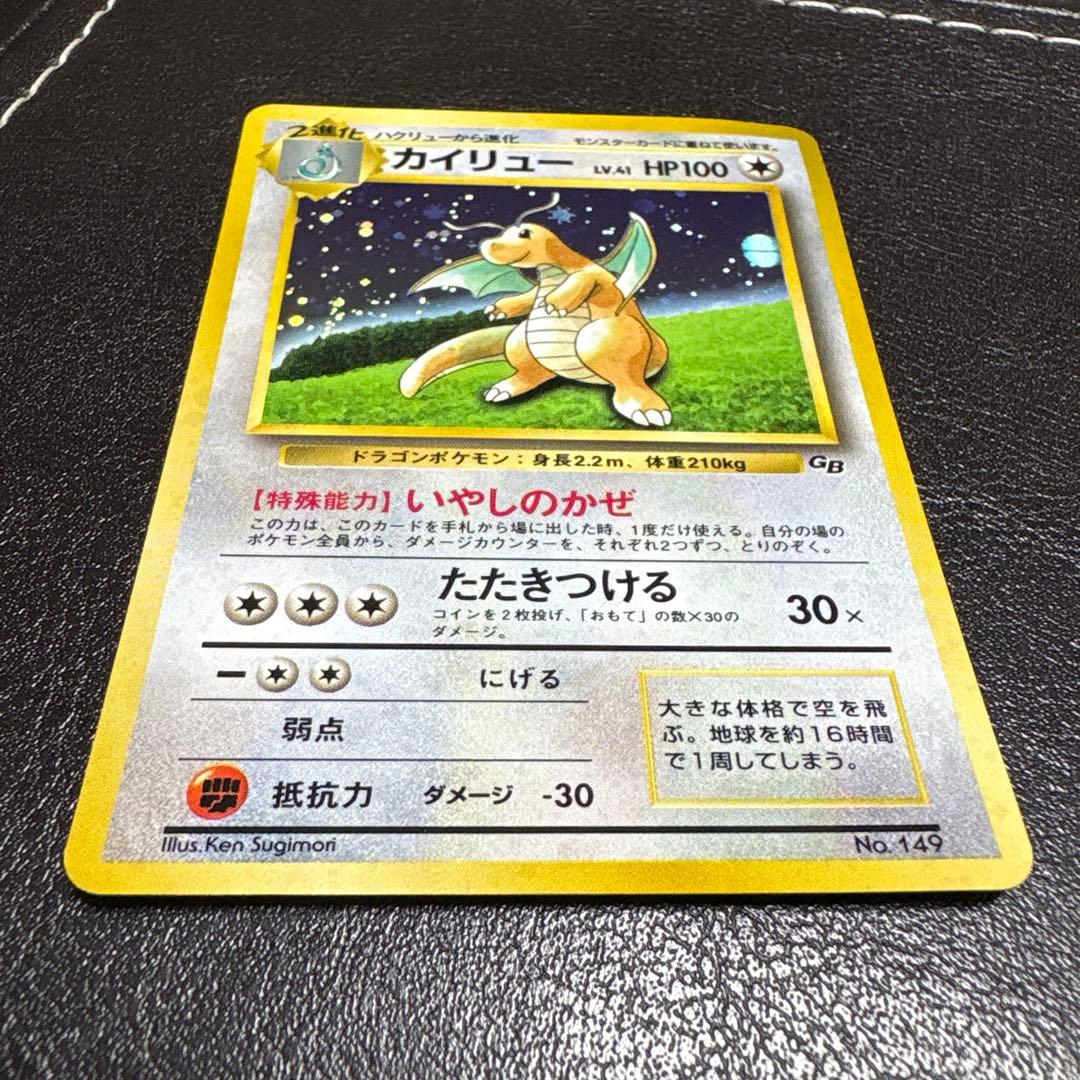 2進化 ハクリューから進化 モンスターカードに重ねて使います。
カイリュー LV.41 HP100
ドラゴンポケモン：身長2.2m、体重210kg GB
【特殊能力】いやしのかぜ
この力は、このカードを手札から場に出した時、1度だけ使える。自分の場の
ポケモン全員から、ダメージカウンターを、それぞれ2つずつ、とりのぞく。
たたきつける 30×
コインを2枚投げ、「おもて」の数×30の
ダメージ。
ー にげる
弱点
抵抗力 ダメージ -30
大きな体格で空を飛
ぶ。地球を約16時間
で1周してしまう。
Illus.Ken Sugimori No.149